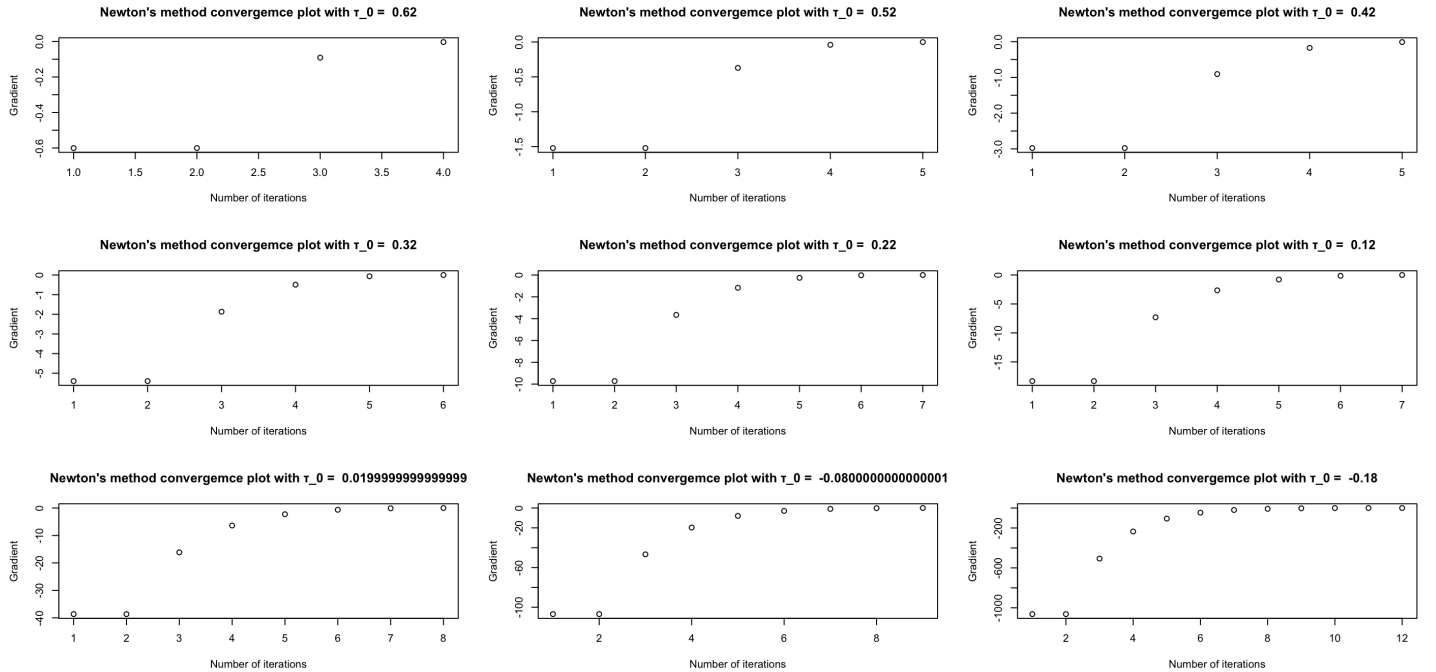 Newton's method convergemce plot with τ_0 = 0.62
0.0
-0.2
-0.4
-0.6
Gradient
1.0 1.5 2.0 2.5 3.0 3.5 4.0
Number of iterations
Newton's method convergemce plot with τ_0 = 0.52
0.0
-0.5
-1.0
-1.5
Gradient
1 2 3 4 5
Number of iterations
Newton's method convergemce plot with τ_0 = 0.42
0.0
-1.0
-2.0
-3.0
Gradient
1 2 3 4 5
Number of iterations
Newton's method convergemce plot with τ_0 = 0.32
0
-1
-2
-3
-4
-5
Gradient
1 2 3 4 5 6
Number of iterations
Newton's method convergemce plot with τ_0 = 0.22
0
-2
-4
-6
-8
-10
Gradient
1 2 3 4 5 6 7
Number of iterations
Newton's method convergemce plot with τ_0 = 0.12
0
-5
-10
-15
Gradient
1 2 3 4 5 6 7
Number of iterations
Newton's method convergemce plot with τ_0 = 0.0199999999999999
0
-10
-20
-30
-40
Gradient
1 2 3 4 5 6 7 8
Number of iterations
Newton's method convergemce plot with τ_0 = -0.0800000000000001
0
-20
-60
-100
Gradient
2 4 6 8
Number of iterations
Newton's method convergemce plot with τ_0 = -0.18
-200
-600
-1000
Gradient
2 4 6 8 10 12
Number of iterations